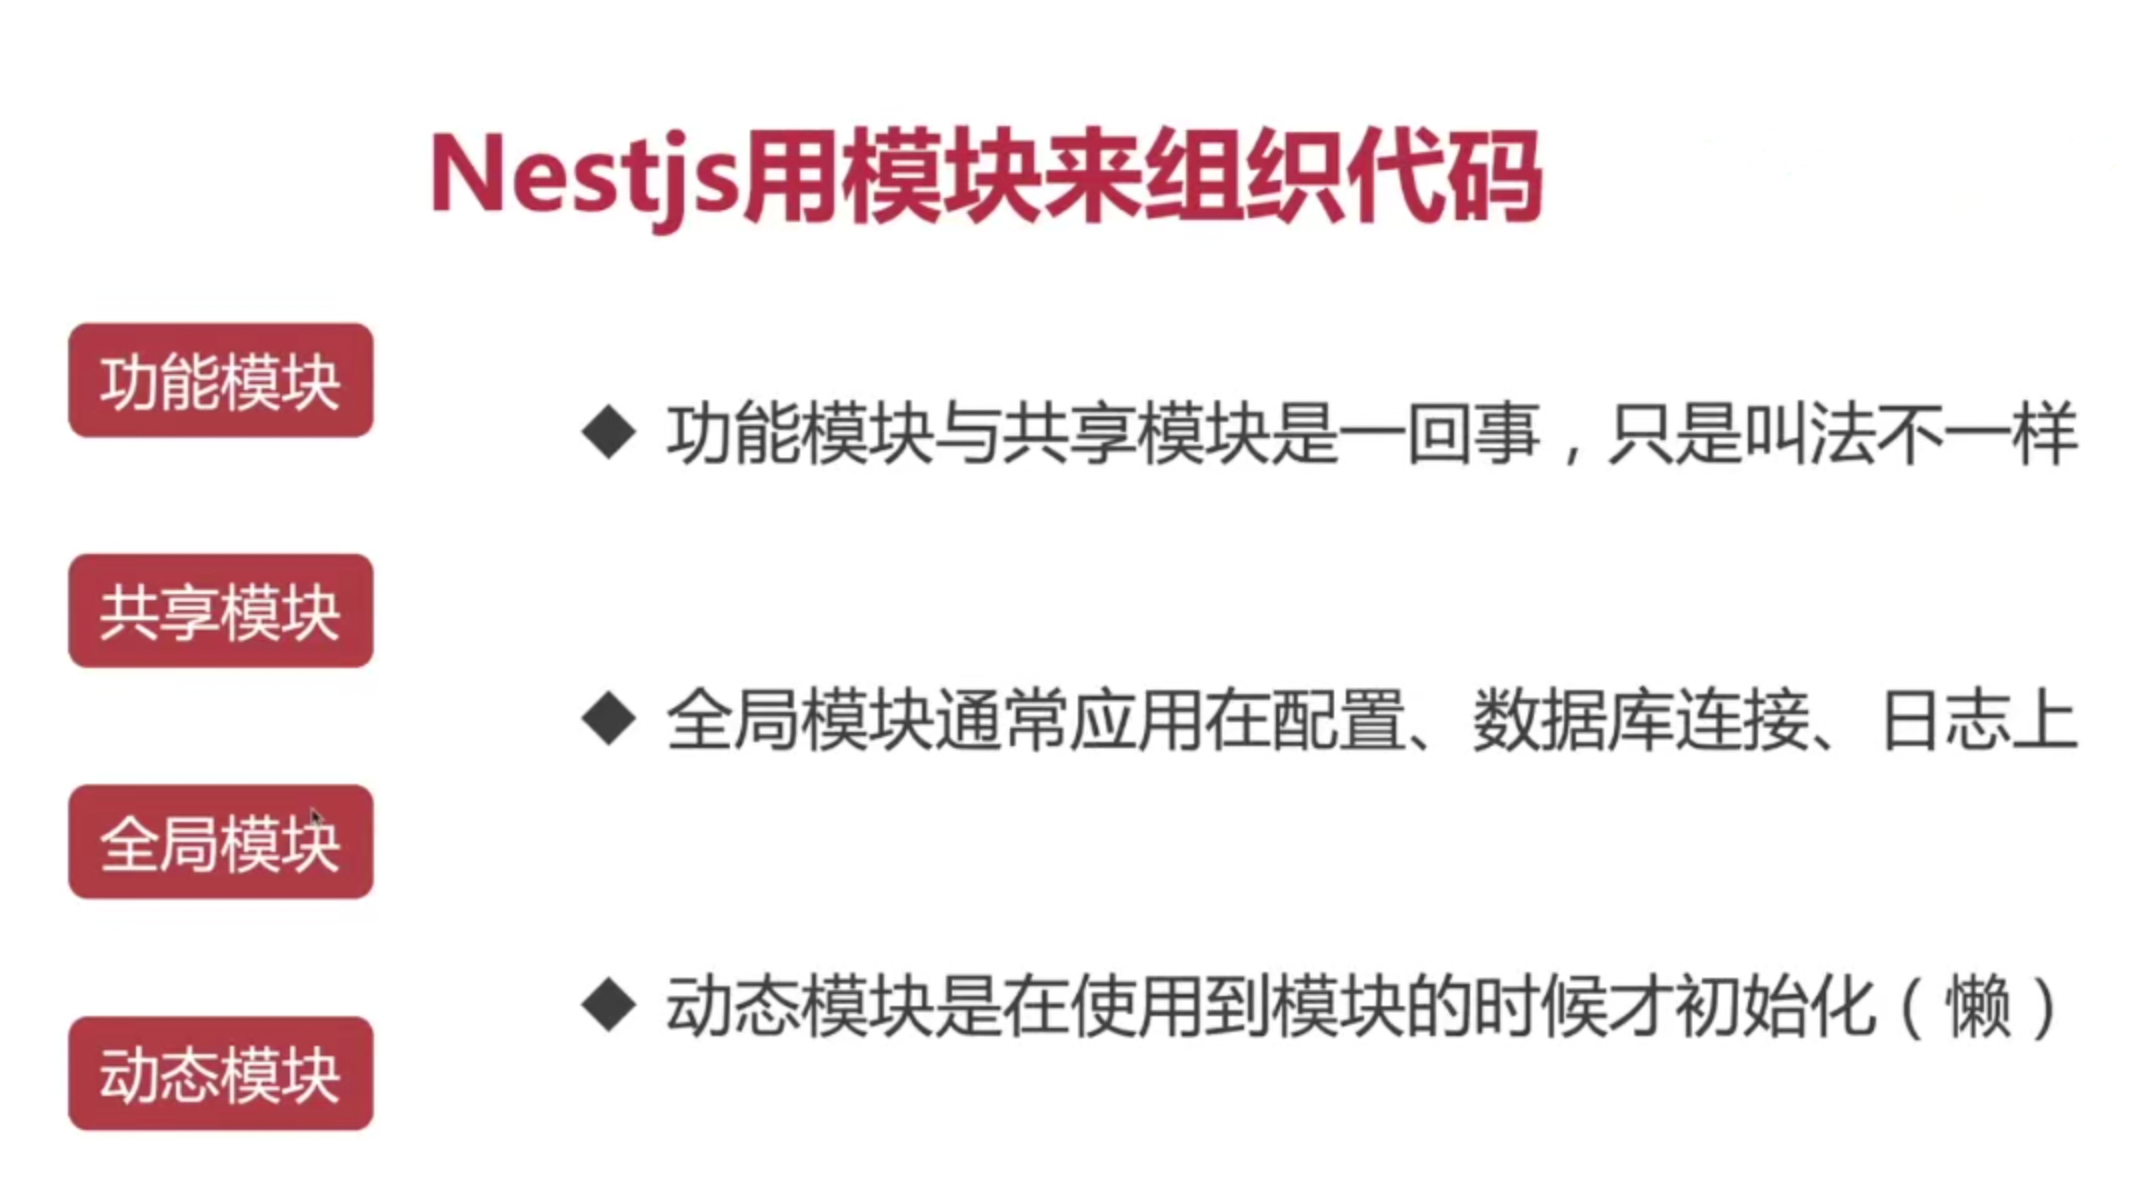 Nestjs用模块来组织代码
功能模块
共享模块
全局模块
动态模块
◆ 功能模块与共享模块是一回事，只是叫法不一样
◆ 全局模块通常应用在配置、数据库连接、日志上
◆ 动态模块是在使用到模块的时候才初始化（懒）